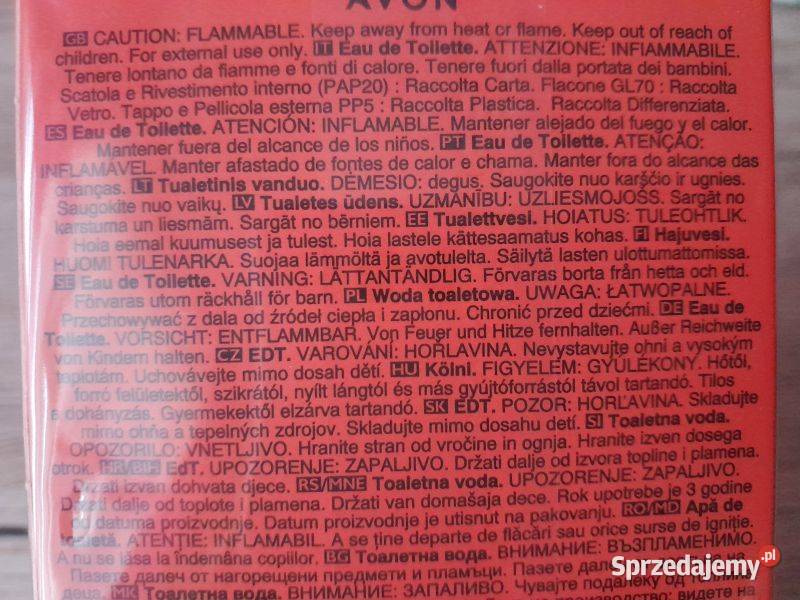 AVON
GB CAUTION: FLAMMABLE. Keep away from heat or flame. Keep out of reach of
children. For external use only. IT Eau de Toilette. ATTENZIONE: INFIAMMABILE.
Tenere lontano da fiamme e fonti di calore. Tenere fuori dalla portata dei bambini.
Scatola e Rivestimento interno (PAP20) : Raccolta Carta. Flacone GL70 : Raccolta
Vetro. Tappo e Pellicola esterna PP5 : Raccolta Plastica. Raccolta Differenziata.
ES Eau de Toilette. ATENCIÓN: INFLAMABLE. Mantener alejado del fuego y el calor.
Mantener fuera del alcance de los niños. PT Eau de Toilette. ATENÇÃO:
INFLAMÁVEL. Manter afastado de fontes de calor e chama. Manter fora do alcance das
crianças. LT Tualetinis vanduo. DĖMESIO: degus. Saugokite nuo karščio ir ugnies.
Saugokite nuo vaikų. LV Tualetes ūdens. UZMANĪBU: UZLIESMOJOŠS. Sargāt no
karstuma un liesmām. Sargāt no bērniem. EE Tualettvesi. HOIATUS: TULEOHTLIK.
Hoia eemal kuumusest ja tulest. Hoia lastele kättesaamatus kohas. FI Hajuvesi.
HUOM! TULENARKA. Suojaa lämmöltä ja avotulelta. Säilytä lasten ulottumattomissa.
SE Eau de Toilette. VARNING: LÄTTANTÄNDLIG. Förvaras borta från hetta och eld.
Förvaras utom räckhåll för barn. PL Woda toaletowa. UWAGA: ŁATWOPALNE.
Przechowywać z dala od źródeł ciepła i zapłonu. Chronić przed dziećmi. DE Eau de
Toilette. VORSICHT: ENTFLAMMBAR. Von Feuer und Hitze fernhalten. Außer Reichweite
von Kindern halten. CZ EDT. VAROVÁNÍ: HOŘLAVINA. Nevystavujte ohni a vysokým
teplotám. Uchovávejte mimo dosah dětí. HU Kölni. FIGYELEM: GYÚLÉKONY. Hőtől,
forró felületektől, szikrától, nyílt lángtól és más gyújtóforrástól távol tartandó. Tilos
a dohányzás. Gyermekektől elzárva tartandó. SK EDT. POZOR: HORĽAVINA. Skladujte
mimo ohňa a tepelných zdrojov. Skladujte mimo dosahu detí. SI Toaletna voda.
OPOZORILO: VNETLJIVO. Hranite stran od vročine in ognja. Hranite izven dosega
otrok. HR/BIH EdT. UPOZORENJE: ZAPALJIVO. Držati dalje od izvora topline i plamena.
Držati izvan dohvata djece. RS/MNE Toaletna voda. UPOZORENJE: ZAPALJIVO.
Držati dalje od toplote i plamena. Držati van domašaja dece. Rok upotrebe je 3 godine
od datuma proizvodnje. Datum proizvodnje je utisnut na pakovanju. RO/MD Apă de
toaletă. ATENȚIE: INFLAMABIL. A se ține departe de flăcări sau orice surse de igniție.
A nu se lăsa la îndemâna copiilor. BG Тоалетна вода. ВНИМАНИЕ: ВЪЗПЛАМЕНИМО.
Пазете далеч от нагорещени предмети и пламъци. Пазете далеч на
деца. MK Тоалетна вода. ВНИМАНИЕ: ЗАПАЛИВО. Чувајте подалеку од топлина
производство: видете на
Sprzedajemy.pl